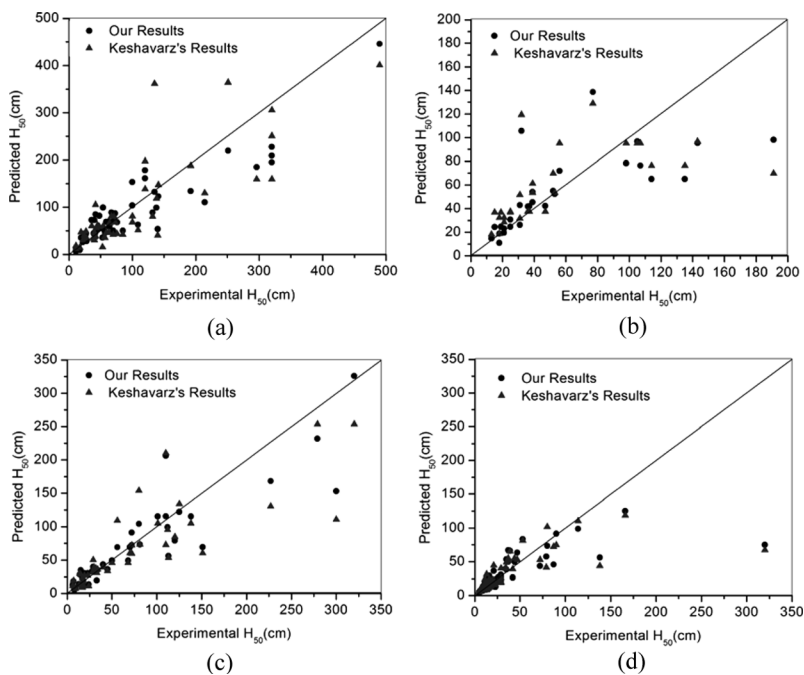 500
400
300
200
100
0
Predicted H50(cm)
Our Results
Keshavarz's Results
0 100 200 300 400 500
Experimental H50(cm)
(a)
200
180
160
140
120
100
80
60
40
20
0
Predicted H50(cm)
Our Results
Keshavarz's Results
0 20 40 60 80 100 120 140 160 180 200
Experimental H50(cm)
(b)
350
300
250
200
150
100
50
0
Predicted H50(cm)
Our Results
Keshavarz's Results
0 50 100 150 200 250 300 350
Experimental H50(cm)
(c)
350
300
250
200
150
100
50
0
Predicted H50(cm)
Our Results
Keshavarz's Results
0 50 100 150 200 250 300 350
Experimental H50(cm)
(d)